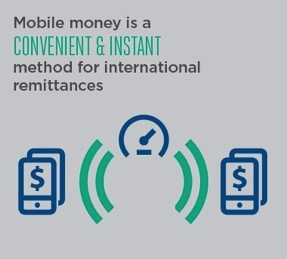 Mobile money is a
CONVENIENT & INSTANT
method for international
remittances
$
$